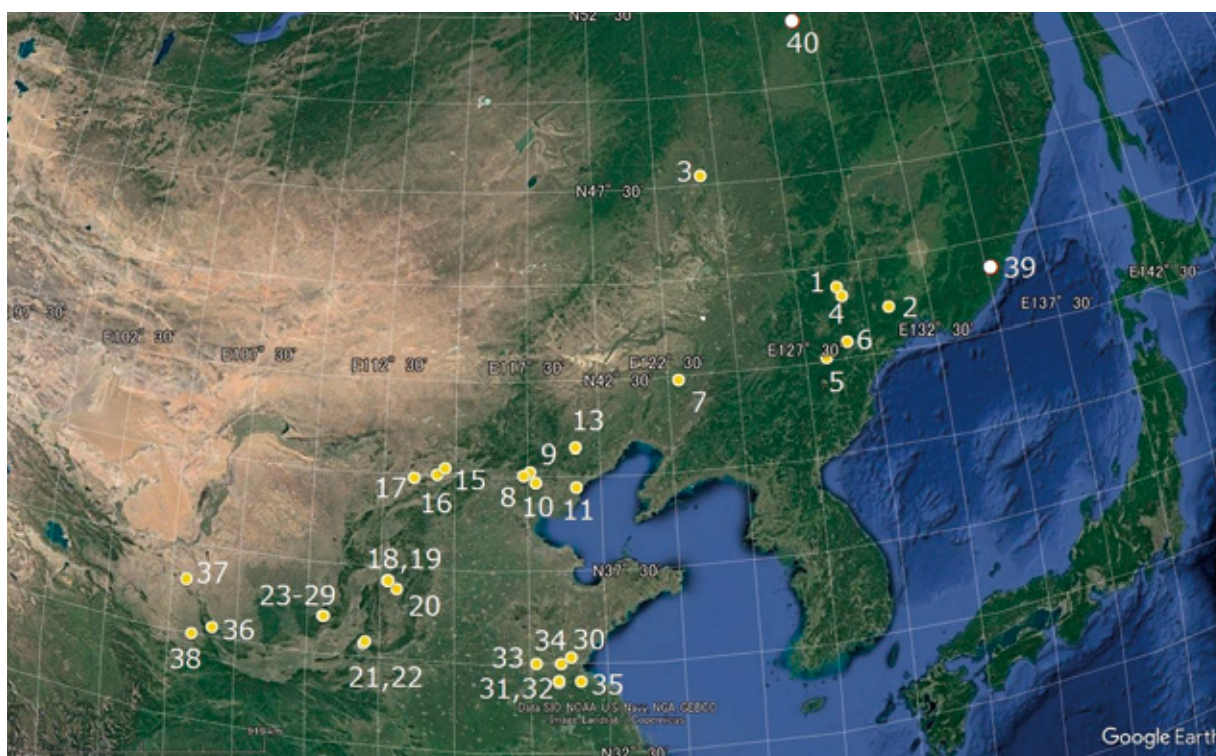 N52° 30'
40
3
N47° 30'
39
E142° 30'
1
4
2
E137° 30'
E132° 30'
6
E127° 30'
5
E102° 30'
E107° 30'
E112° 30'
E117° 30'
E122° 30'
N42° 30'
7
13
9
17
16
15
8
10
11
18,19
N37° 30'
37
20
23-29
36
38
34
30
33
21,22
31,32
35
Data SIO, NOAA, U.S. Navy, NGA, GEBCO
Image Landsat / Copernicus
N32° 30'
Google Earth